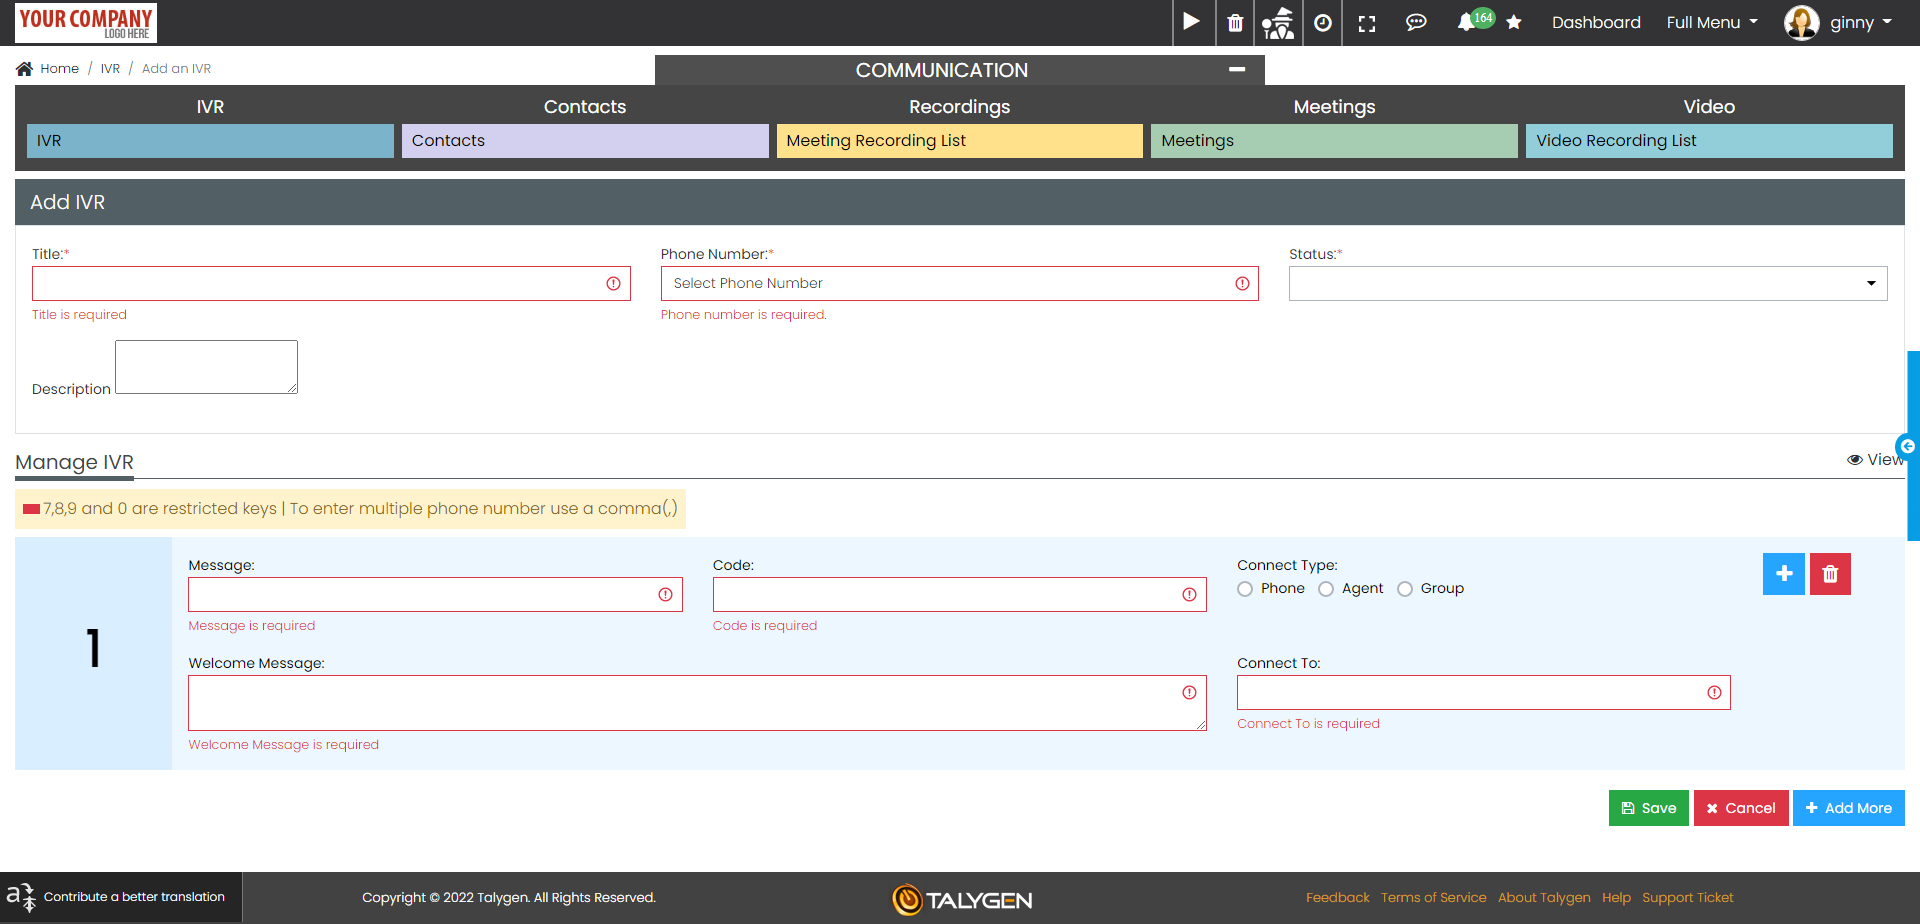 YOUR COMPANY
LOGO HERE
164
Dashboard
Full Menu
ginny
Home / IVR / Add an IVR
COMMUNICATION
IVR
Contacts
Recordings
Meetings
Video
IVR
Contacts
Meeting Recording List
Meetings
Video Recording List
Add IVR
Title:*
Phone Number:*
Status:*
Select Phone Number
Title is required
Phone number is required.
Description
Manage IVR
View
7,8,9 and 0 are restricted keys | To enter multiple phone number use a comma(,)
1
Message:
Code:
Connect Type:
Phone
Agent
Group
Message is required
Code is required
Welcome Message:
Connect To:
Connect To is required
Welcome Message is required
Save
Cancel
Add More
Contribute a better translation
Copyright © 2022 Talygen. All Rights Reserved.
TALYGEN
Feedback
Terms of Service
About Talygen
Help
Support Ticket